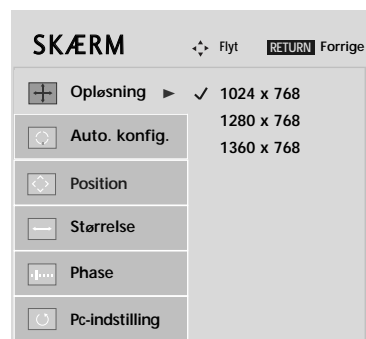 SKÆRM Flyt RETURN Forrige
Opløsning ► ✓ 1024 x 768
1280 x 768
1360 x 768
Auto. konfig.
Position
Størrelse
Phase
Pc-indstilling